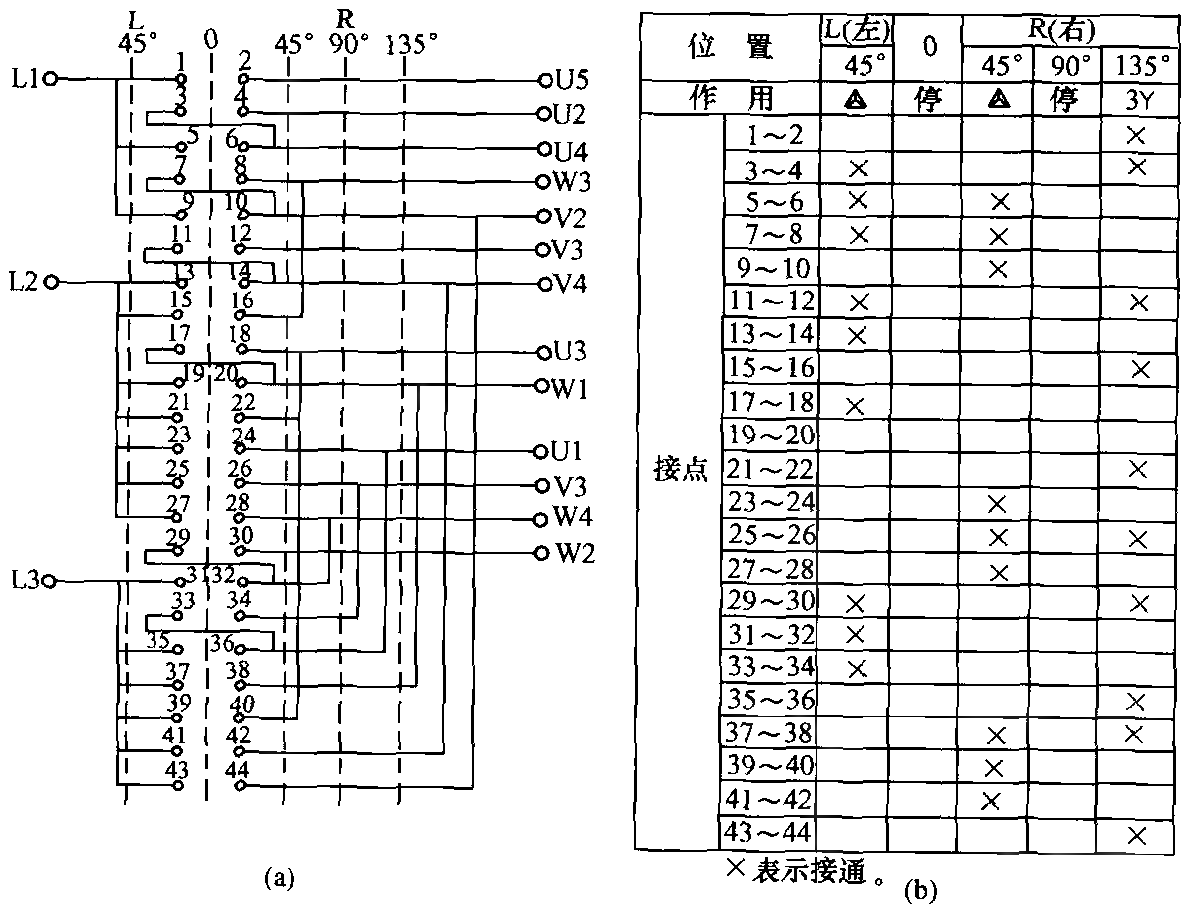 L
R
45° 0 45° 90° 135°
L1
1 2
U5
3 4
U2
5 6
U4
7 8
W3
9 10
V2
11 12
V3
L2
13 14
V4
15 16
17 18
U3
19 20
W1
21 22
23 24
U1
25 26
V3
27 28
W4
29 30
W2
L3
31 32
33 34
35 36
37 38
39 40
41 42
43 44
(a)
位 置 L(左) 0 R(右)
45° 45° 90° 135°
作 用 停 停 3Y
接点
1～2 ×
3～4 × ×
5～6 × ×
7～8 × ×
9～10 ×
11～12 × ×
13～14 ×
15～16 ×
17～18 ×
19～20
21～22 ×
23～24 ×
25～26 × ×
27～28 ×
29～30 × ×
31～32 ×
33～34 ×
35～36 ×
37～38 × ×
39～40 ×
41～42 ×
43～44 ×
×表示接通。
(b)